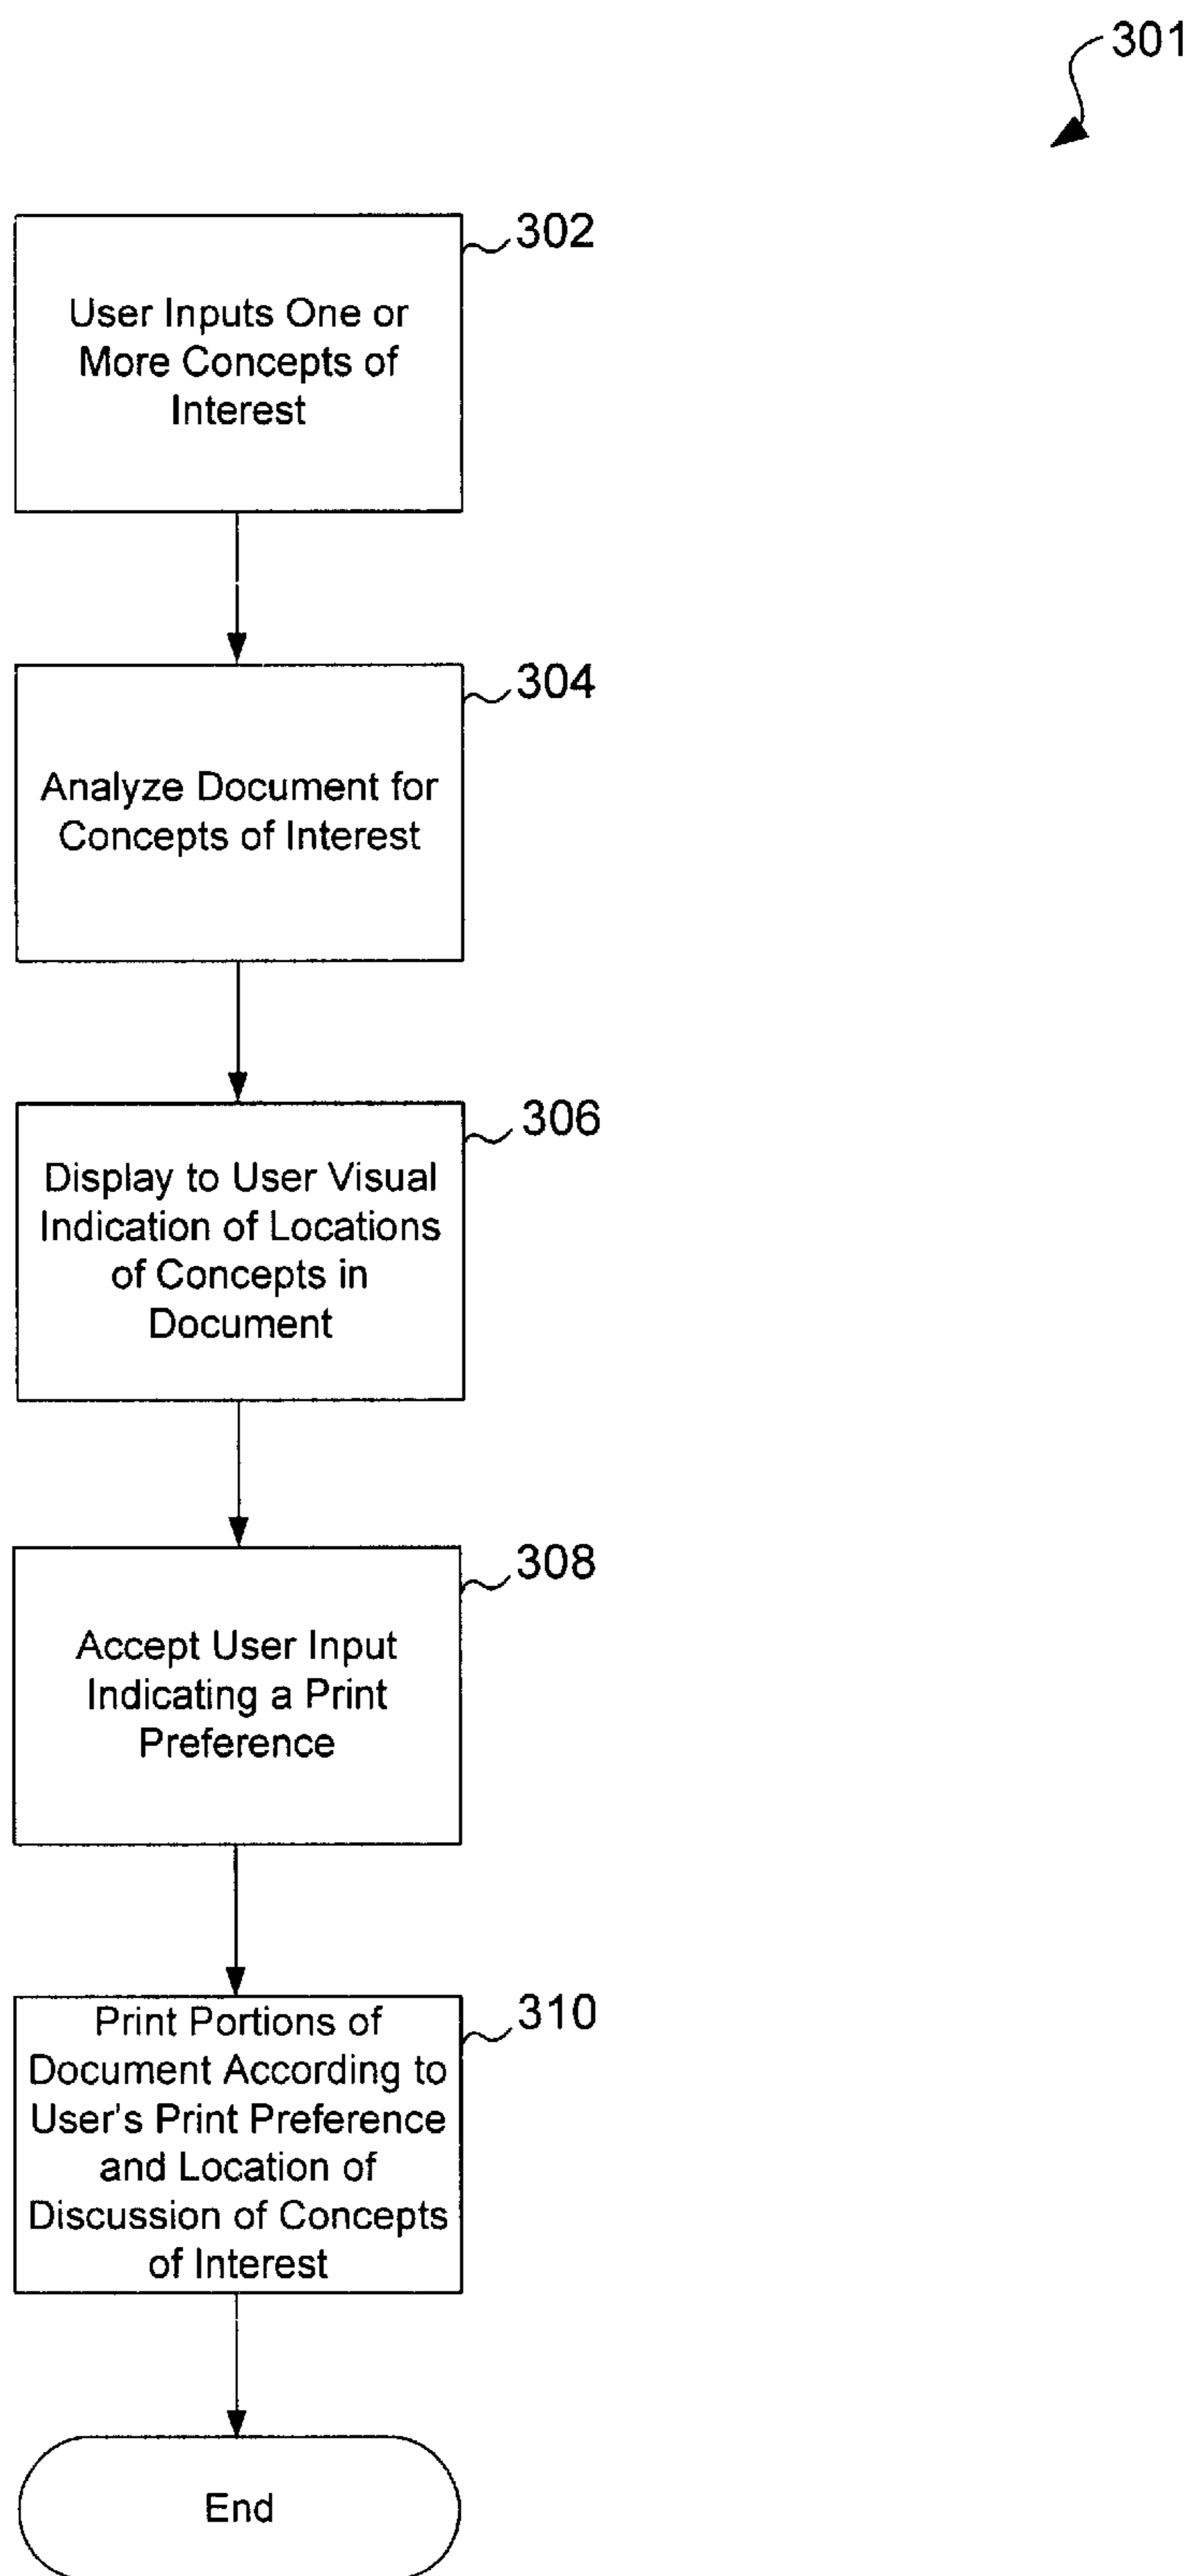 301
302
User Inputs One or
More Concepts of
Interest
304
Analyze Document for
Concepts of Interest
306
Display to User Visual
Indication of Locations
of Concepts in
Document
308
Accept User Input
Indicating a Print
Preference
310
Print Portions of
Document According to
User's Print Preference
and Location of
Discussion of Concepts
of Interest
End